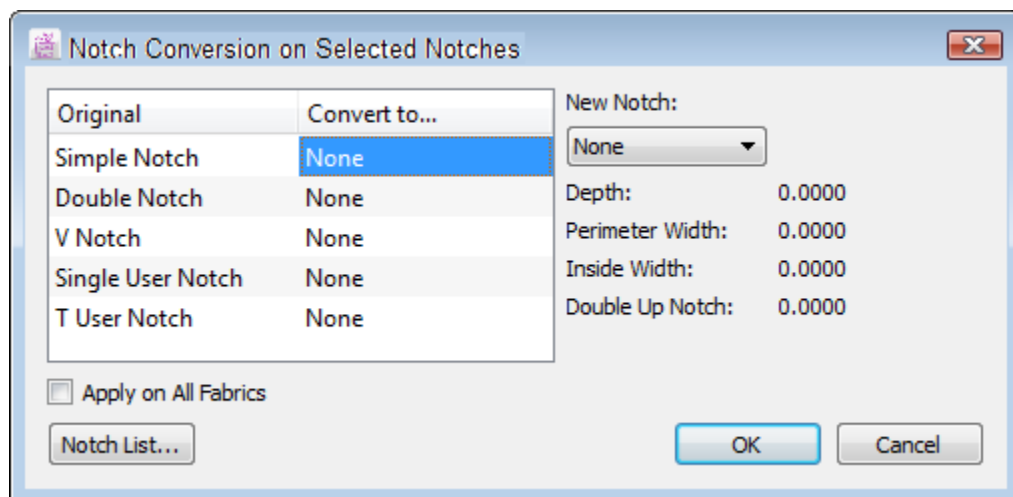 Notch Conversion on Selected Notches
Original Convert to...
Simple Notch None
Double Notch None
V Notch None
Single User Notch None
T User Notch None
New Notch:
None
Depth: 0.0000
Perimeter Width: 0.0000
Inside Width: 0.0000
Double Up Notch: 0.0000
Apply on All Fabrics
Notch List...
OK
Cancel